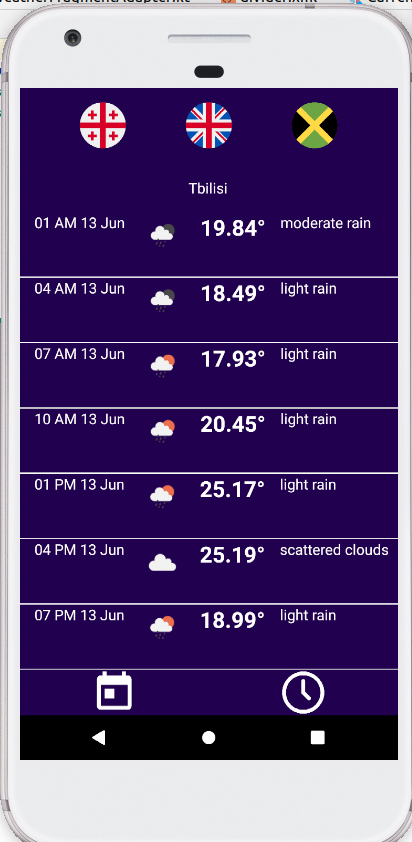 Tbilisi
01 AM 13 Jun 19.84° moderate rain
04 AM 13 Jun 18.49° light rain
07 AM 13 Jun 17.93° light rain
10 AM 13 Jun 20.45° light rain
01 PM 13 Jun 25.17° light rain
04 PM 13 Jun 25.19° scattered clouds
07 PM 13 Jun 18.99° light rain